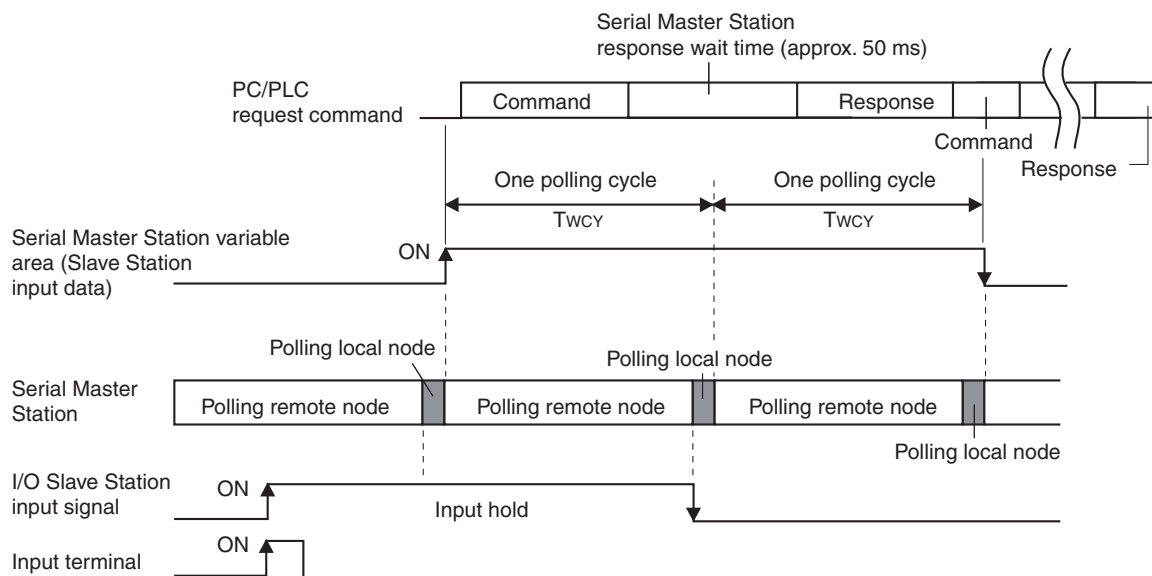 Serial Master Station
response wait time (approx. 50 ms)
PC/PLC
request command
Command
Response
Command
Response
One polling cycle
One polling cycle
TWCY
TWCY
Serial Master Station variable
area (Slave Station
input data)
ON
Polling local node
Polling local node
Serial Master
Station
Polling remote node
Polling remote node
Polling remote node
Polling local node
I/O Slave Station
input signal
ON
Input hold
Input terminal
ON